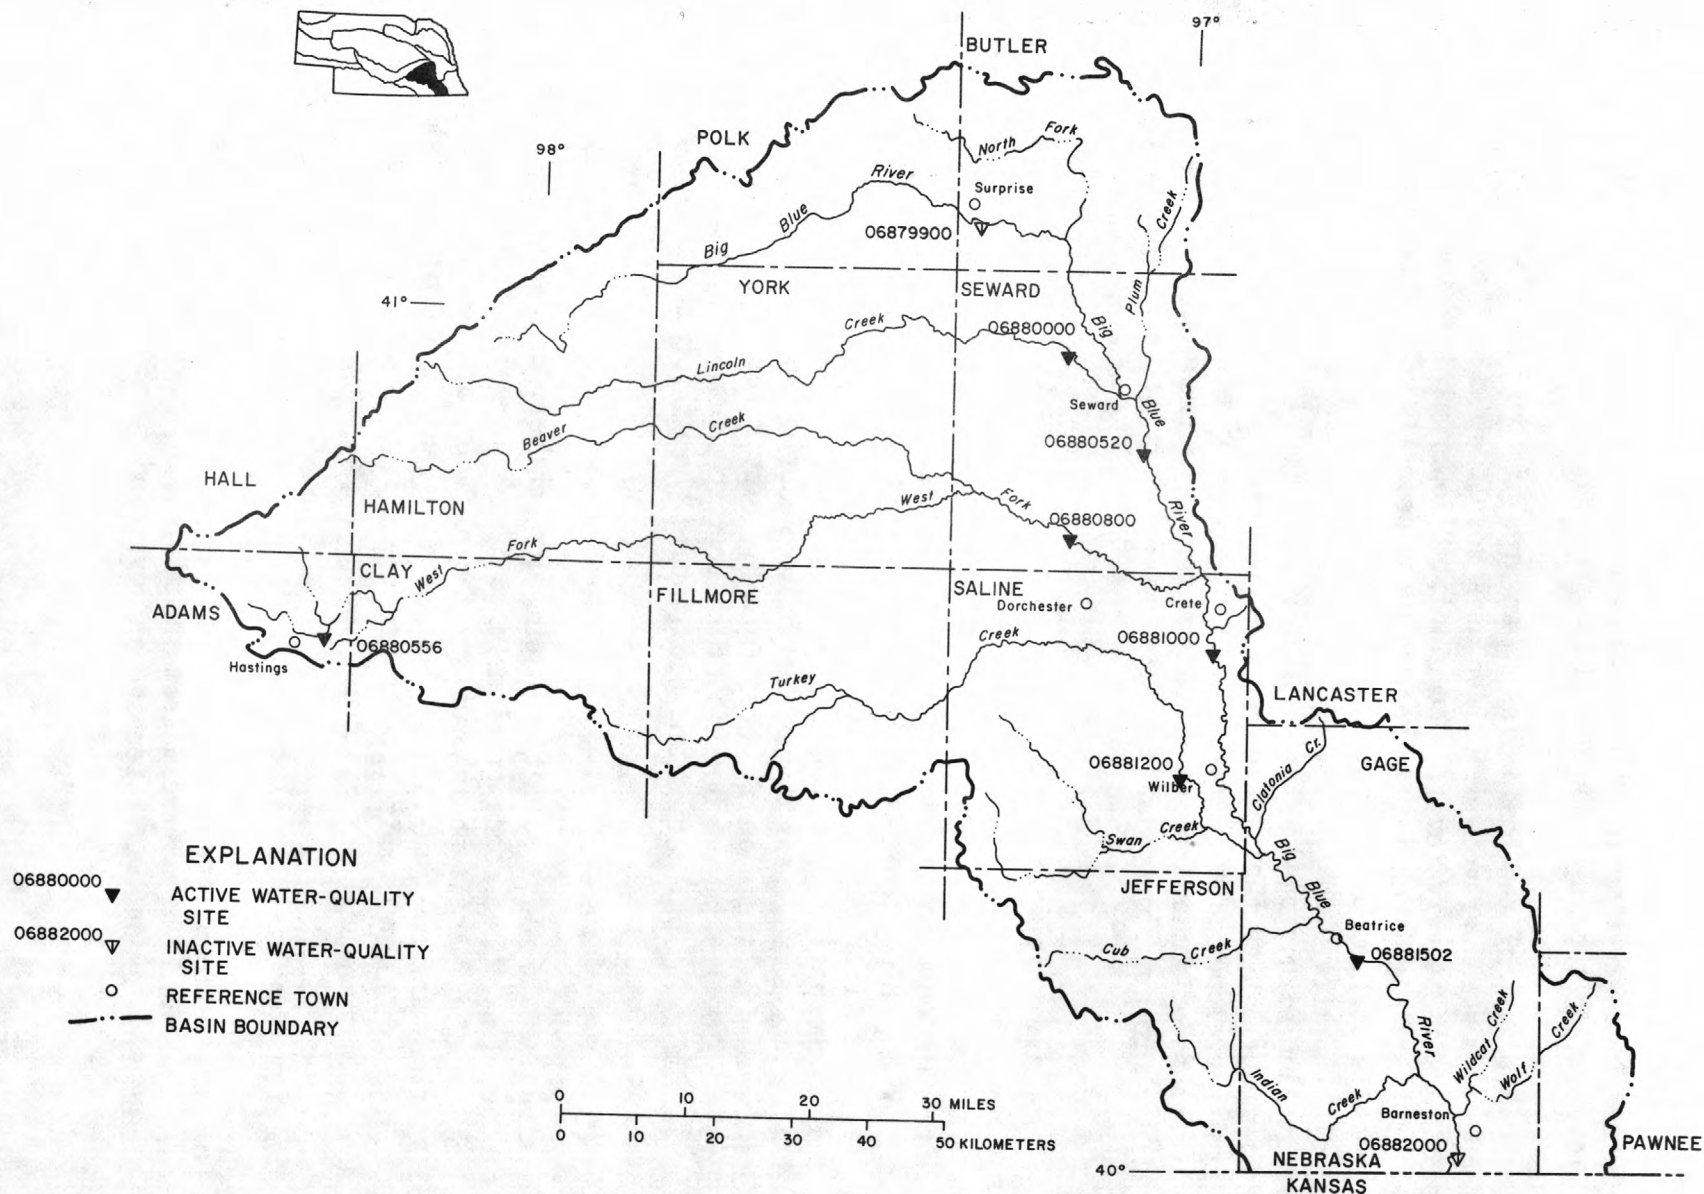 97°
BUTLER
POLK
98°
North Fork
River
Surprise
Blue
06879900
Creek
Big
YORK
SEWARD
Plum
41°
Creek
06880000
Big
Lincoln
Seward
Blue
Creek
06880520
Beaver
HALL
West
Fork
River
HAMILTON
06880800
Fork
CLAY
West
SALINE
FILLMORE
Dorchester
Crete
ADAMS
Creek
06881000
06880556
Hastings
Turkey
LANCASTER
Cr.
06881200
GAGE
Wilber
Clatonia
Creek
Swan
Big
EXPLANATION
JEFFERSON
Blue
06880000
ACTIVE WATER-QUALITY
SITE
Beatrice
06882000
INACTIVE WATER-QUALITY
SITE
Cub Creek
06881502
REFERENCE TOWN
Creek
BASIN BOUNDARY
Creek
River
Wildcat
Wolf
Indian
Creek
0 10 20 30 MILES
Barneston
0 10 20 30 40 50 KILOMETERS
06882000
PAWNEE
40°
NEBRASKA
KANSAS